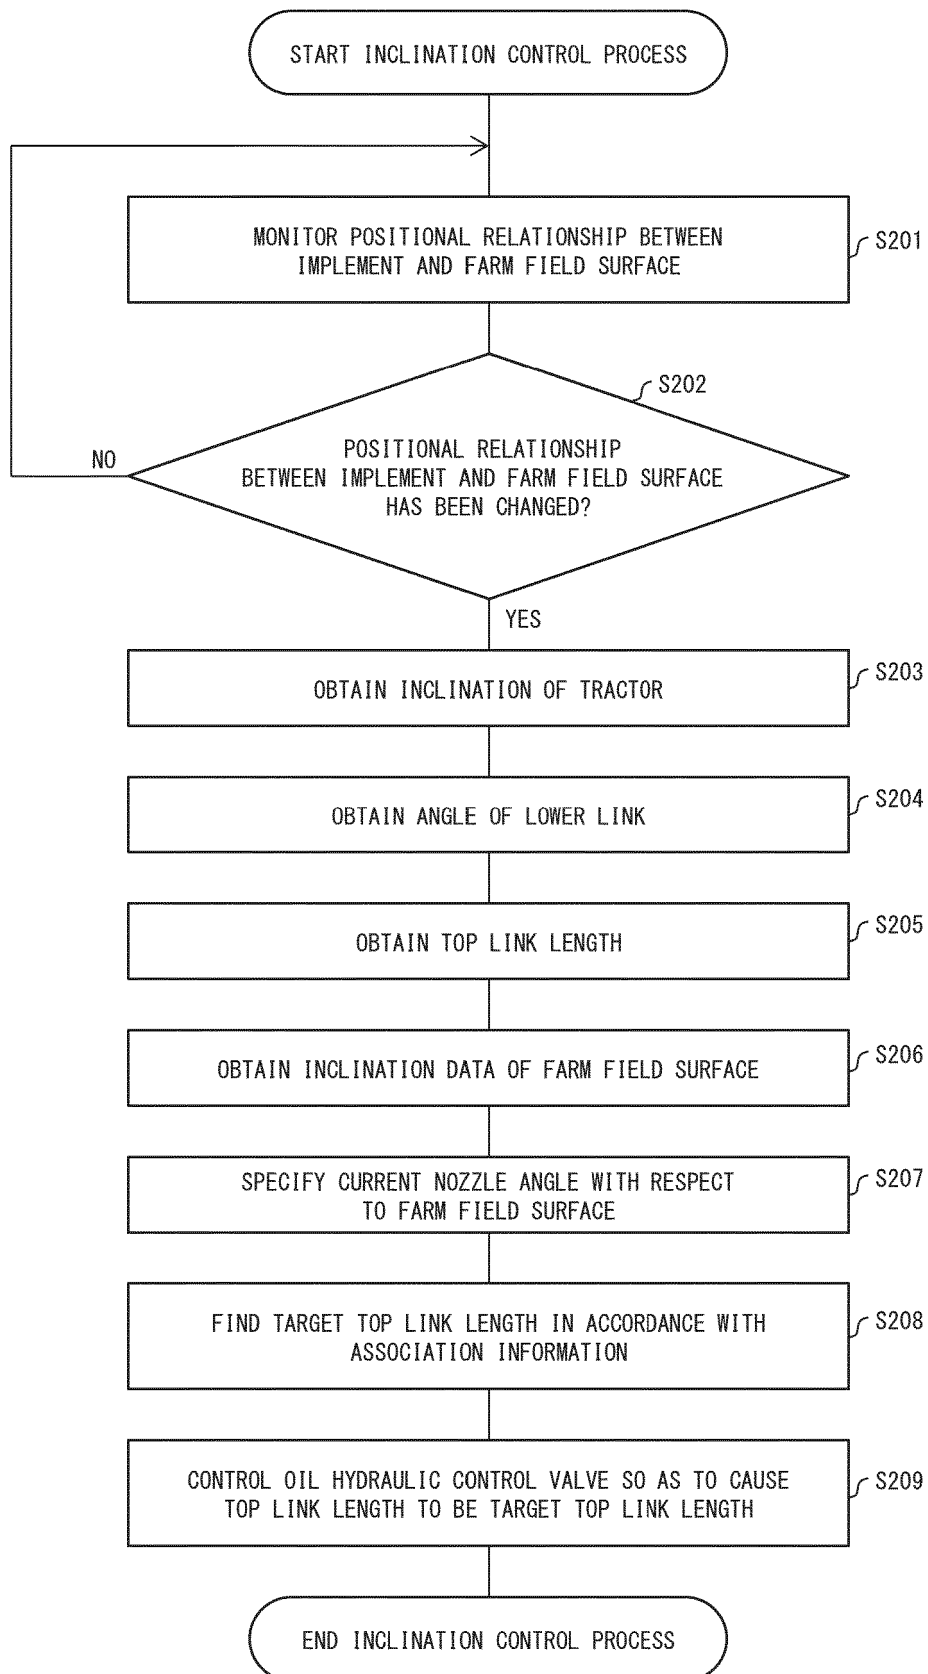 START INCLINATION CONTROL PROCESS
MONITOR POSITIONAL RELATIONSHIP BETWEEN
IMPLEMENT AND FARM FIELD SURFACE
S201
S202
POSITIONAL RELATIONSHIP
BETWEEN IMPLEMENT AND FARM FIELD SURFACE
HAS BEEN CHANGED?
NO
YES
OBTAIN INCLINATION OF TRACTOR
S203
OBTAIN ANGLE OF LOWER LINK
S204
OBTAIN TOP LINK LENGTH
S205
OBTAIN INCLINATION DATA OF FARM FIELD SURFACE
S206
SPECIFY CURRENT NOZZLE ANGLE WITH RESPECT
TO FARM FIELD SURFACE
S207
FIND TARGET TOP LINK LENGTH IN ACCORDANCE WITH
ASSOCIATION INFORMATION
S208
CONTROL OIL HYDRAULIC CONTROL VALVE SO AS TO CAUSE
TOP LINK LENGTH TO BE TARGET TOP LINK LENGTH
S209
END INCLINATION CONTROL PROCESS